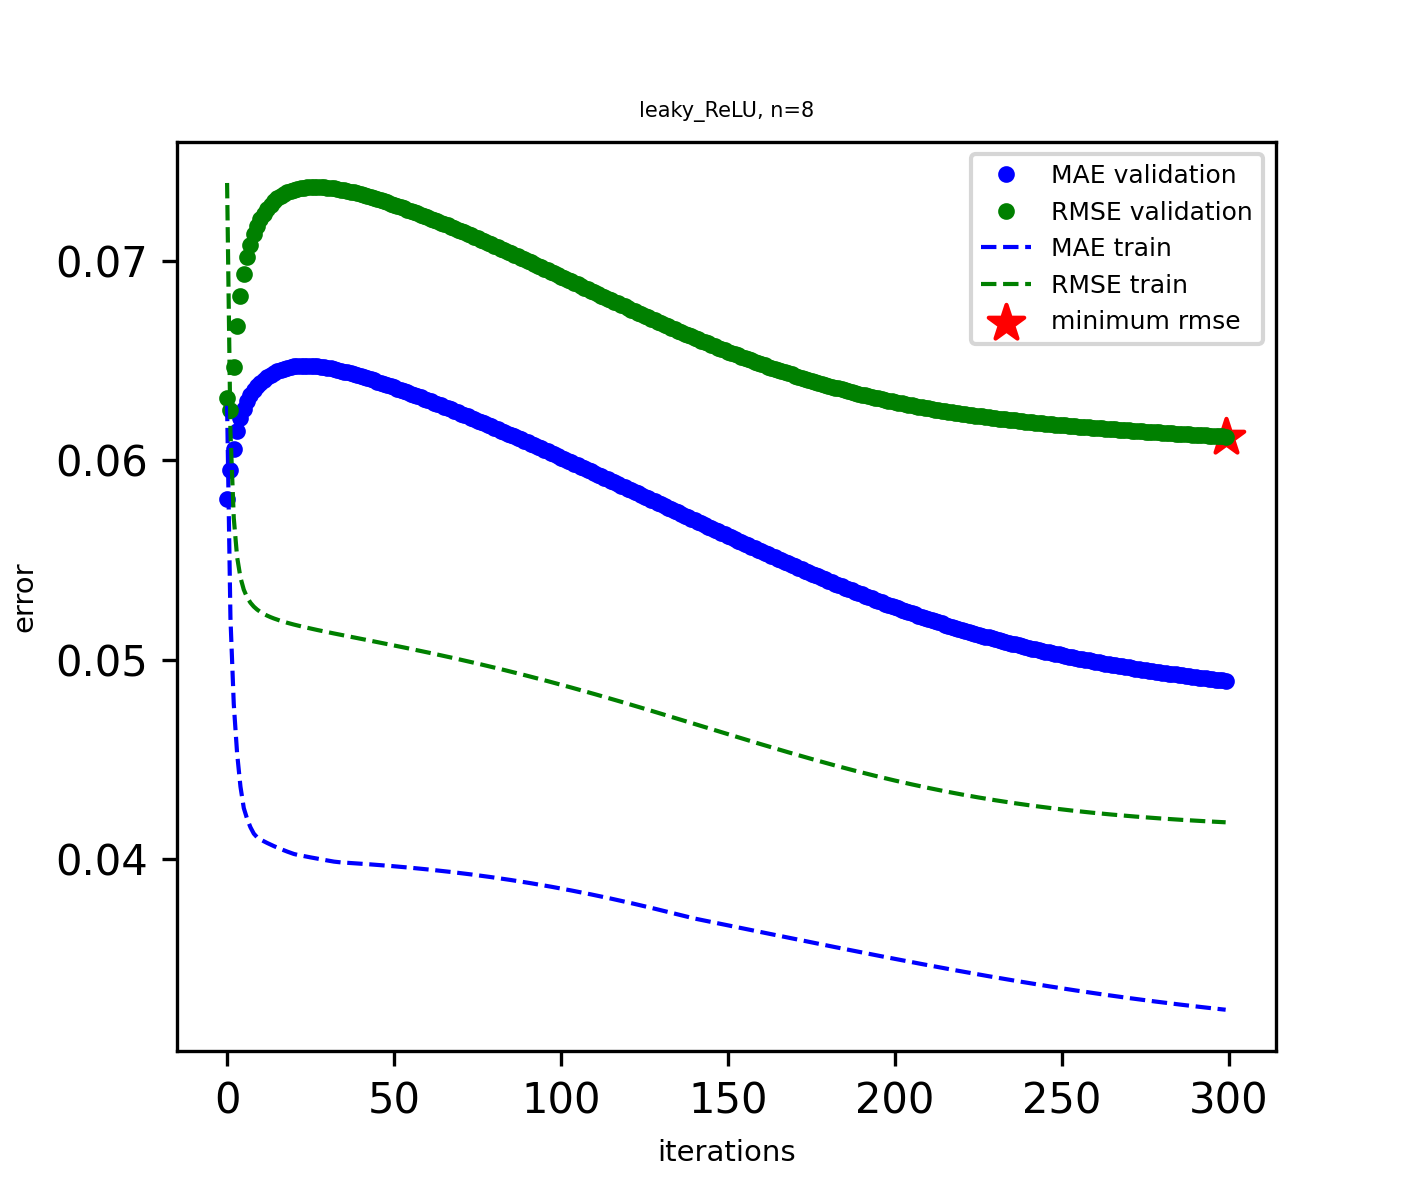 leaky_ReLU, n=8
MAE validation
RMSE validation
MAE train
RMSE train
minimum rmse
0.07
0.06
0.05
0.04
error
0
50
100
150
200
250
300
iterations